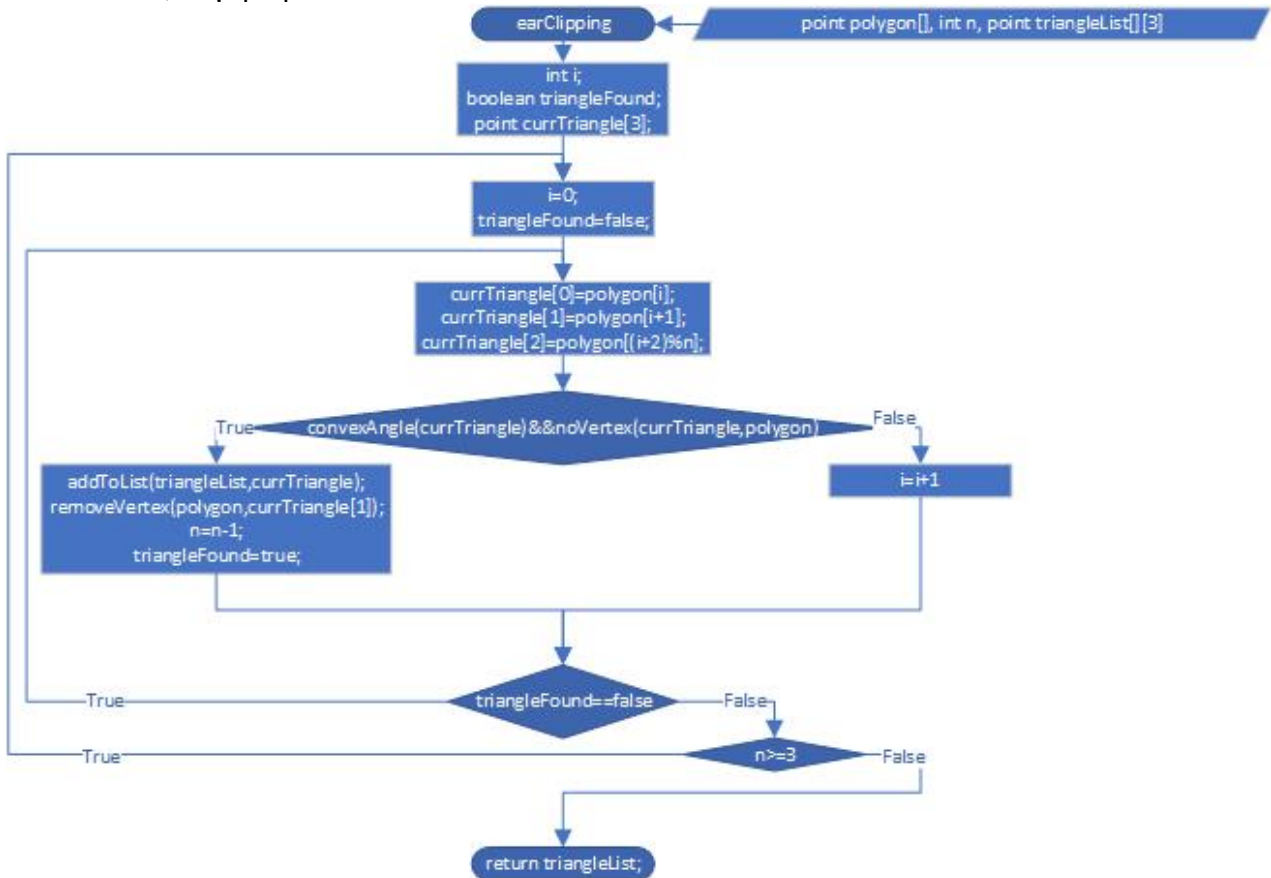 earClipping
point polygon[], int n, point triangleList[][3]
int i;
boolean triangleFound;
point currTriangle[3];
i=0;
triangleFound=false;
currTriangle[0]=polygon[i];
currTriangle[1]=polygon[i+1];
currTriangle[2]=polygon[(i+2)%n];
True
convexAngle(currTriangle)&&noVertex(currTriangle,polygon)
False
addToList(triangleList,currTriangle);
removeVertex(polygon,currTriangle[1]);
n=n-1;
triangleFound=true;
i=i+1
True
triangleFound==false
False
True
n>=3
False
return triangleList;